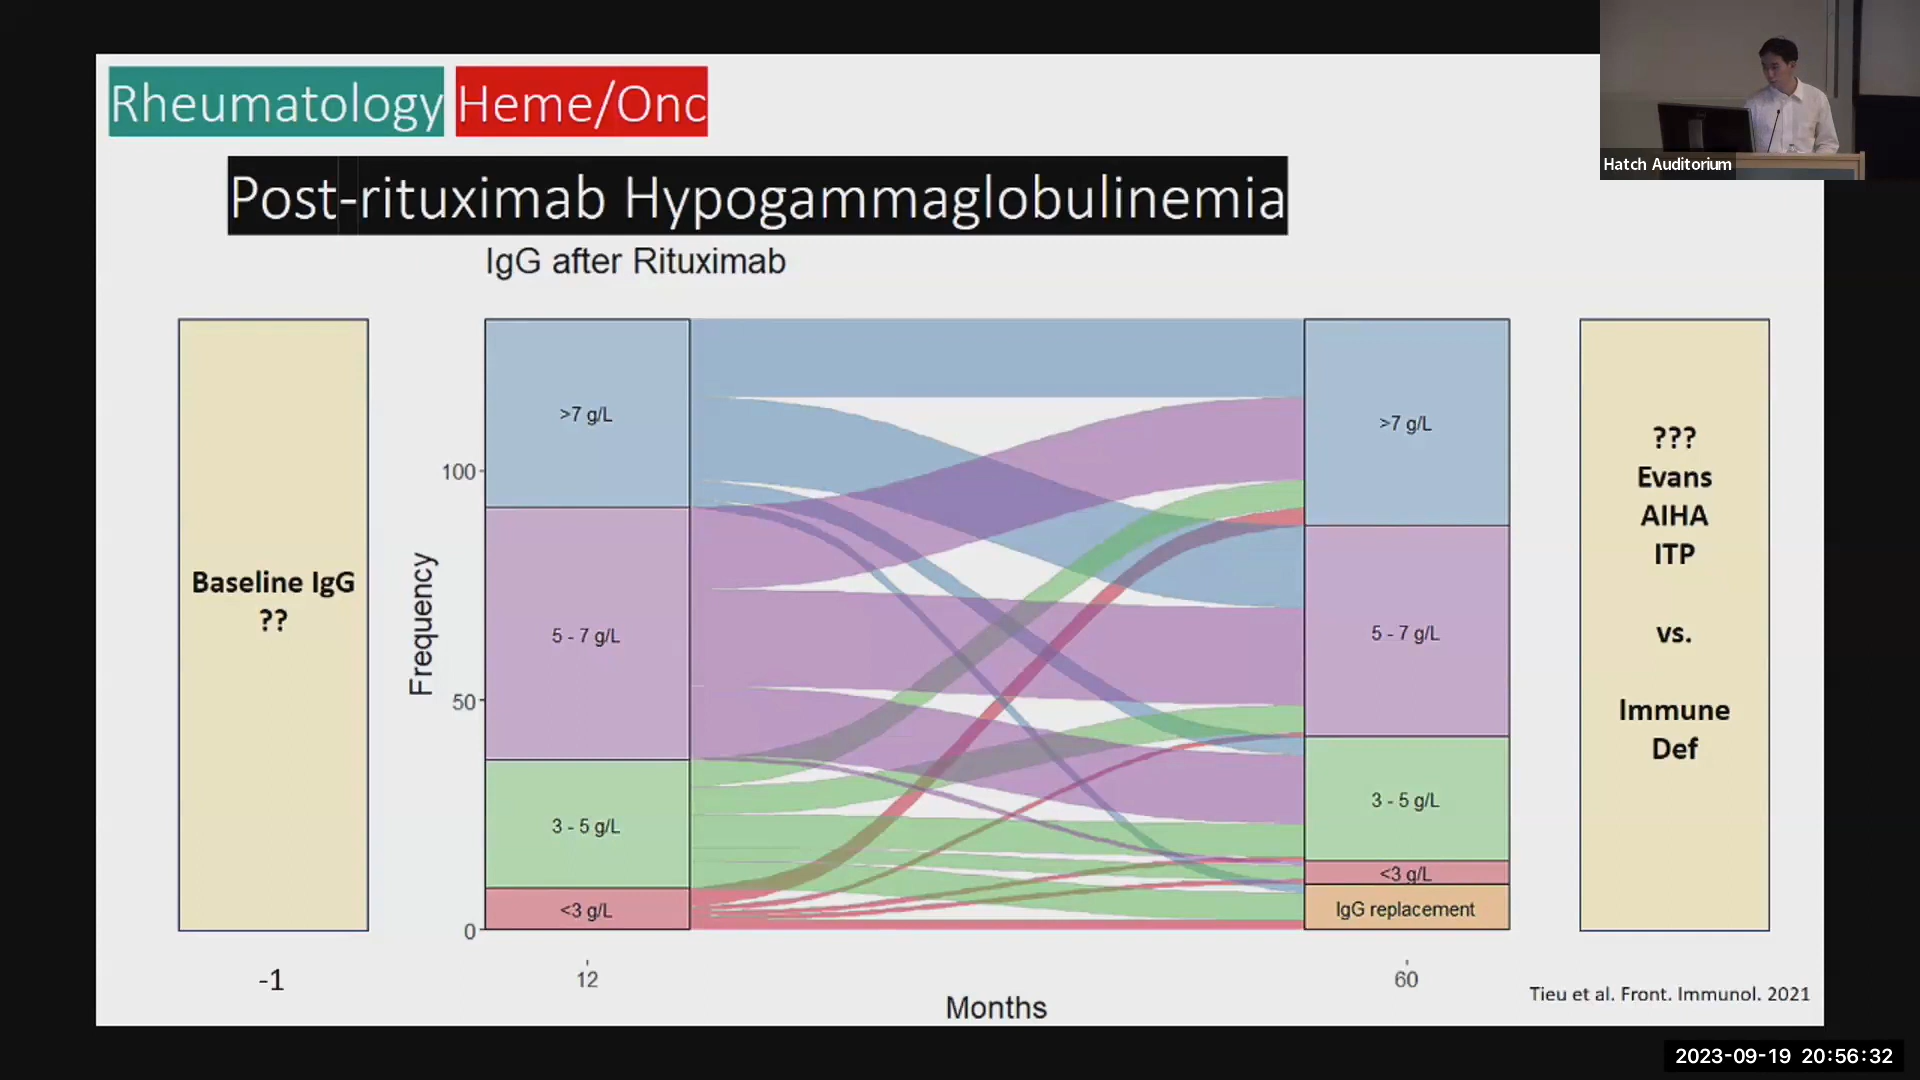 Rheumatology Heme/Onc
Hatch Auditorium
Post-rituximab Hypogammaglobulinemia
IgG after Rituximab
Baseline IgG
??
-1
Frequency
100
50
0
>7 g/L
5 - 7 g/L
3 - 5 g/L
<3 g/L
12
Months
>7 g/L
5 - 7 g/L
3 - 5 g/L
<3 g/L
IgG replacement
60
???
Evans
AIHA
ITP
vs.
Immune
Def
Tieu et al. Front. Immunol. 2021
2023-09-19 20:56:32